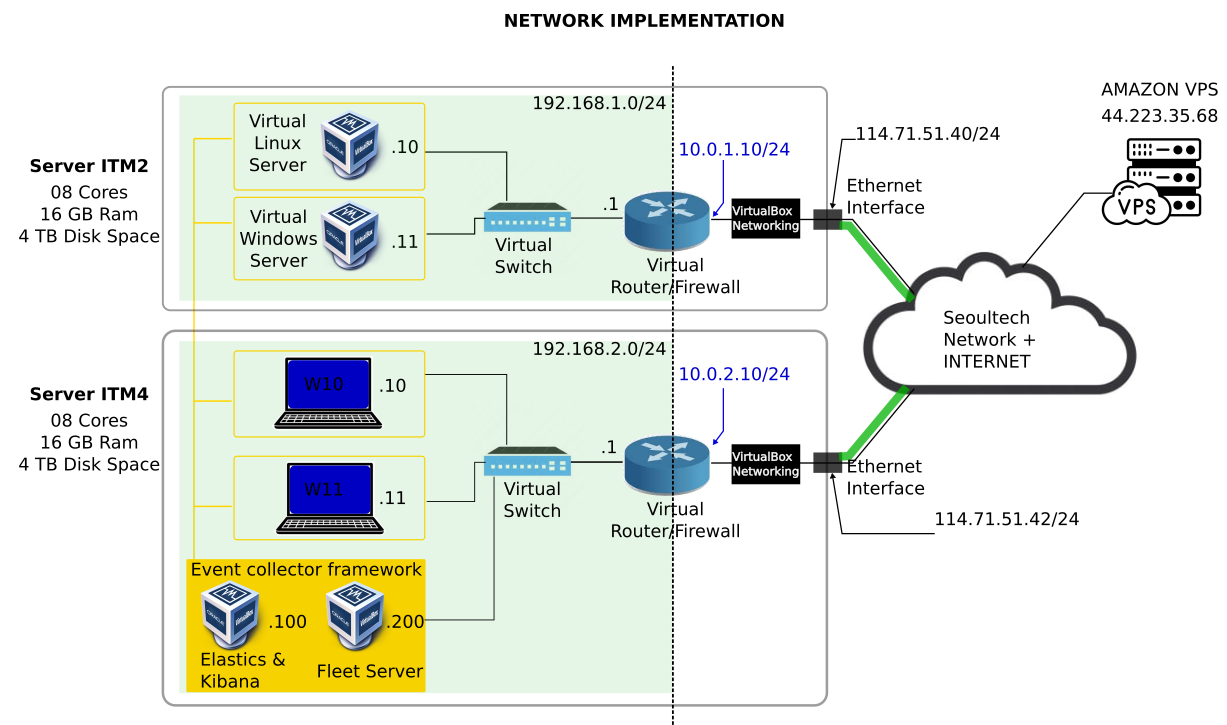 NETWORK IMPLEMENTATION
Server ITM2
08 Cores
16 GB Ram
4 TB Disk Space
192.168.1.0/24
Virtual
Linux
Server
.10
Virtual
Windows
Server
.11
Virtual
Switch
.1
Virtual
Router/Firewall
10.0.1.10/24
VirtualBox
Networking
114.71.51.40/24
Ethernet
Interface
AMAZON VPS
44.223.35.68
VPS
Seoultech
Network +
INTERNET
Server ITM4
08 Cores
16 GB Ram
4 TB Disk Space
192.168.2.0/24
W10
.10
W11
.11
Virtual
Switch
.1
Virtual
Router/Firewall
10.0.2.10/24
VirtualBox
Networking
Ethernet
Interface
114.71.51.42/24
Event collector framework
.100
Elastics &
Kibana
.200
Fleet Server